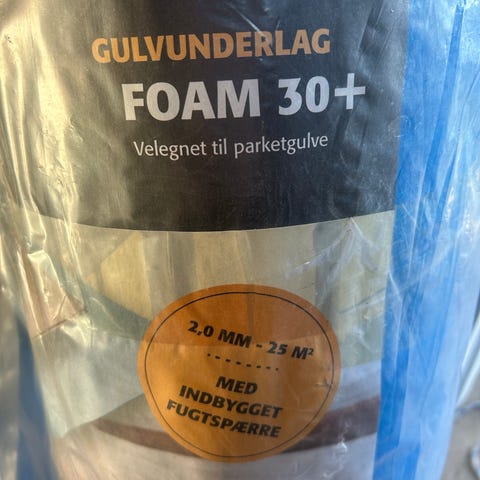 GULVUNDERLAG
FOAM 30+
Velegnet til parketgulve
2,0 MM - 25 M²
MED
INDBYGGET
FUGTSPÆRRE